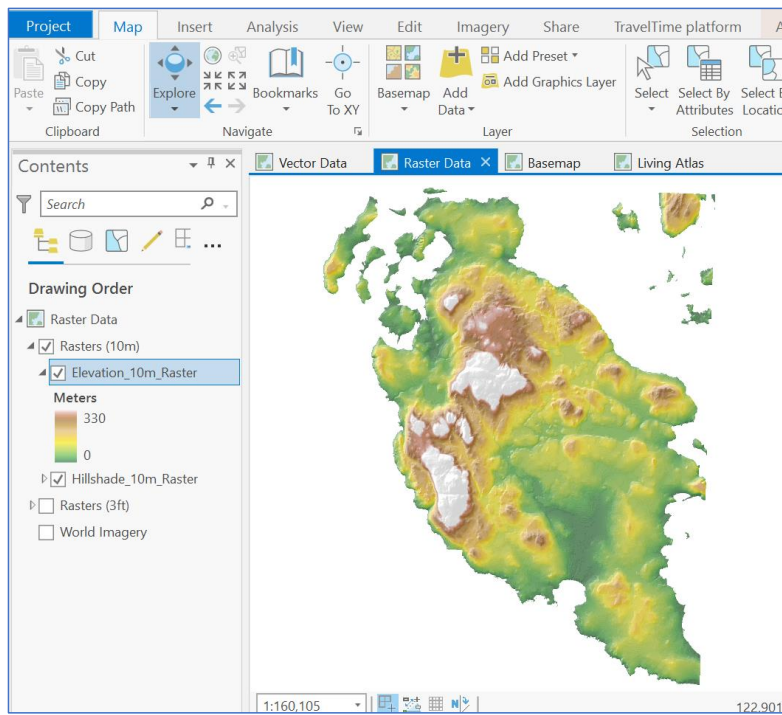 Project Map Insert Analysis View Edit Imagery Share TravelTime platform A
Cut
Copy
Copy Path
Paste
Clipboard
Explore
Bookmarks
Go To XY
Navigate
Basemap
Add Data
Add Preset
Add Graphics Layer
Layer
Select
Select By Attributes
Select B
Locatio
Selection
Contents
Search
Drawing Order
Raster Data
Rasters (10m)
Elevation_10m_Raster
Meters
330
0
Hillshade_10m_Raster
Rasters (3ft)
World Imagery
Vector Data Raster Data Basemap Living Atlas
1:160,105
N
122.901